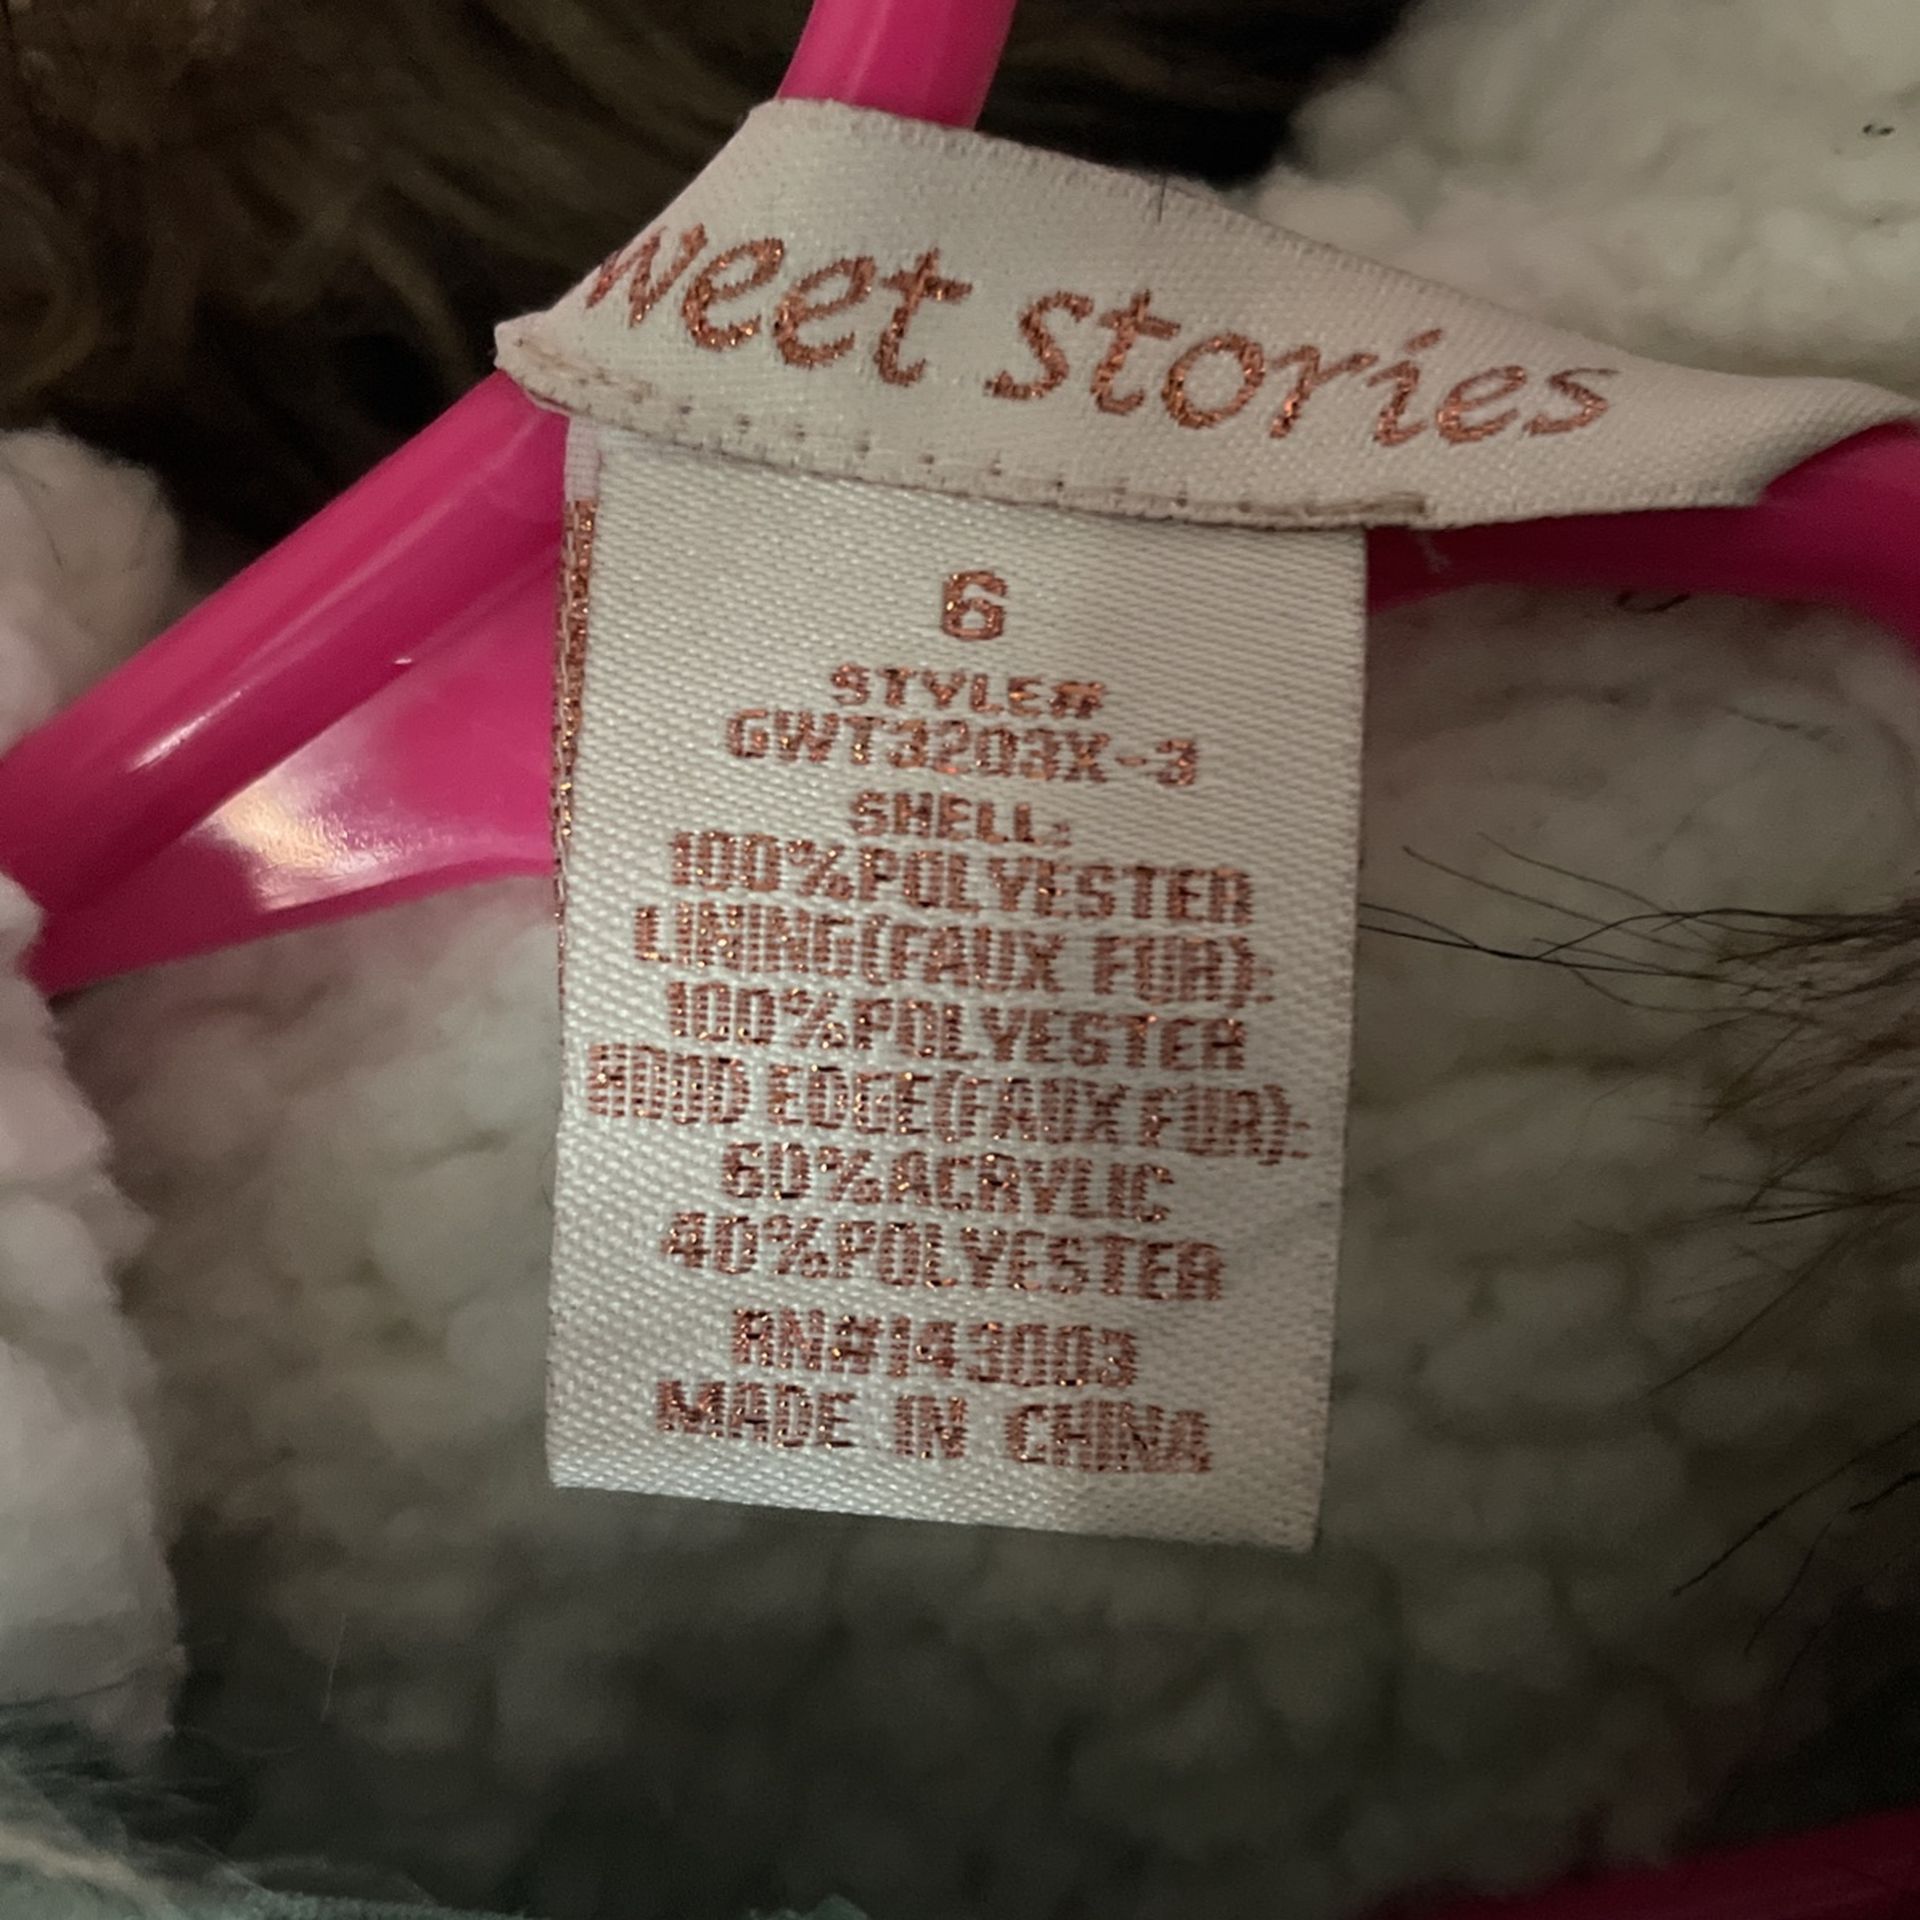 weet stories
6
STYLE#
GWT3203X-3
SHELL:
100%POLYESTER
LINING(FAUX FUR):
100%POLYESTER
HOOD EDGE(FAUX FUR):
60%ACRYLIC
40%POLYESTER
RN#143003
MADE IN CHINA